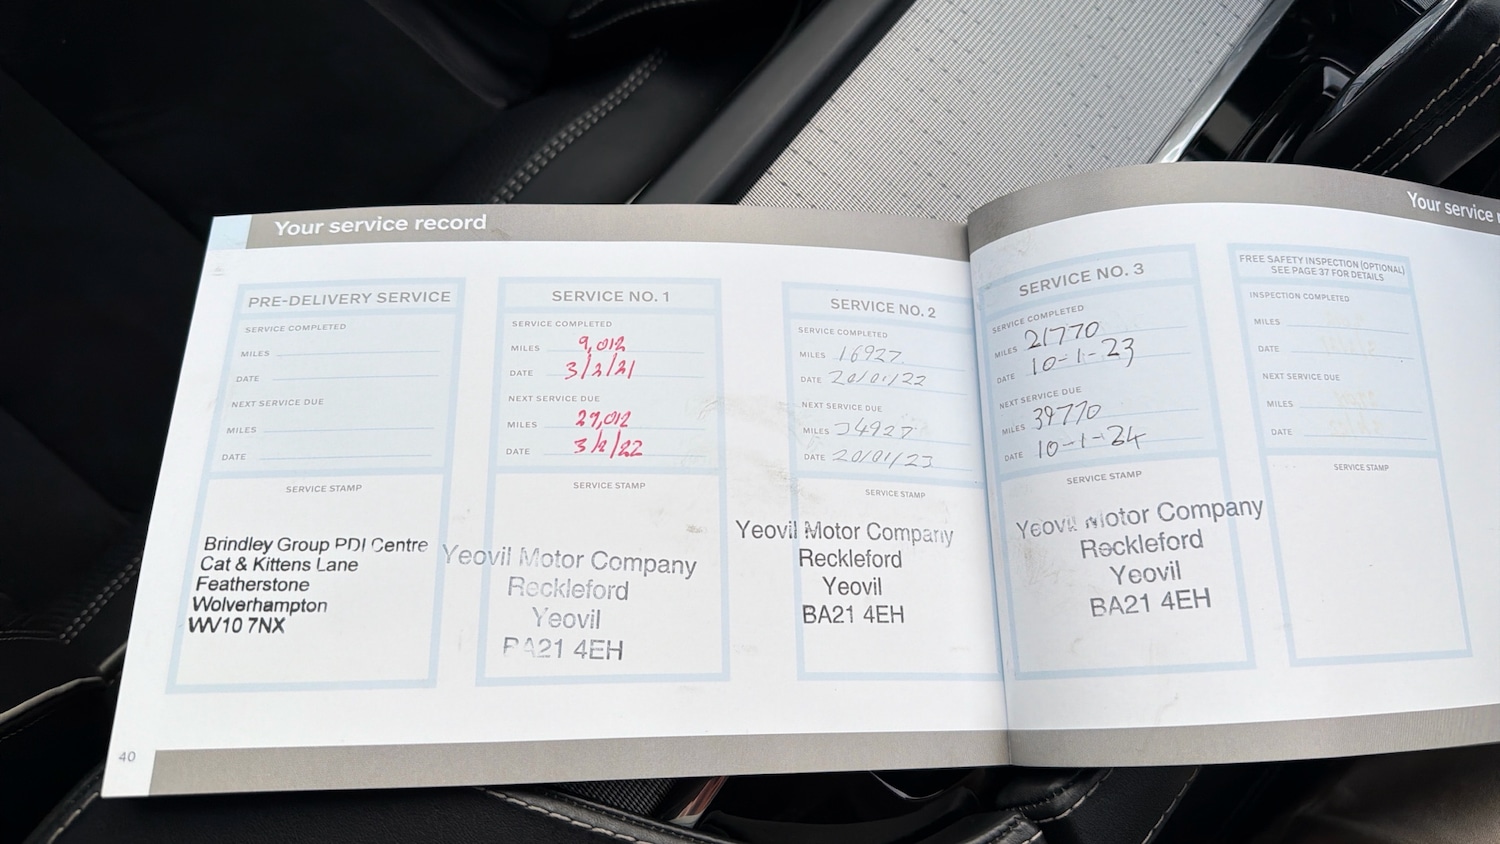 Your service record
PRE-DELIVERY SERVICE
SERVICE COMPLETED
MILES
DATE
NEXT SERVICE DUE
MILES
DATE
SERVICE STAMP
Brindley Group PDI Centre
Cat & Kittens Lane
Featherstone
Wolverhampton
WV10 7NX
SERVICE NO. 1
SERVICE COMPLETED
MILES 9,012
DATE 3/2/21
NEXT SERVICE DUE
MILES 27,012
DATE 3/2/22
SERVICE STAMP
Yeovil Motor Company
Reckleford
Yeovil
BA21 4EH
SERVICE NO. 2
SERVICE COMPLETED
MILES 16927
DATE 20/01/22
NEXT SERVICE DUE
MILES 34927
DATE 20/01/23
SERVICE STAMP
Yeovil Motor Company
Reckleford
Yeovil
BA21 4EH
40
Your service
SERVICE NO. 3
SERVICE COMPLETED
MILES 21770
DATE 10-1-23
NEXT SERVICE DUE
MILES 39770
DATE 10-1-24
SERVICE STAMP
Yeovil Motor Company
Reckleford
Yeovil
BA21 4EH
FREE SAFETY INSPECTION (OPTIONAL)
SEE PAGE 37 FOR DETAILS
INSPECTION COMPLETED
MILES
DATE
NEXT SERVICE DUE
MILES
DATE
SERVICE STAMP